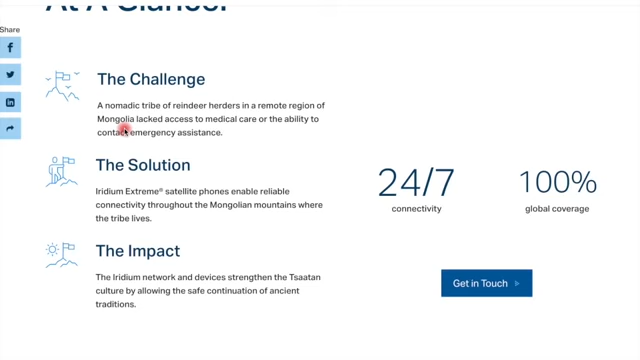 At A Glance:
Share
The Challenge
A nomadic tribe of reindeer herders in a remote region of
Mongolia lacked access to medical care or the ability to
contact emergency assistance.
The Solution
Iridium Extreme® satellite phones enable reliable
connectivity throughout the Mongolian mountains where
the tribe lives.
The Impact
The Iridium network and devices strengthen the Tsaatan
culture by allowing the safe continuation of ancient
traditions.
24/7
connectivity
100%
global coverage
Get in Touch